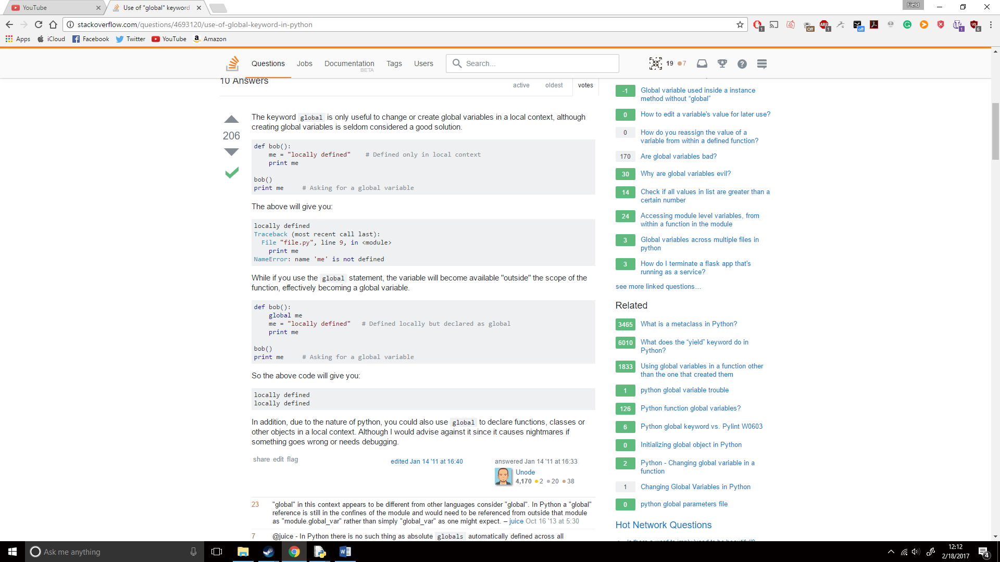 YouTube
Use of "global" keyword
Field
stackoverflow.com/questions/4693120/use-of-global-keyword-in-python
1
Off
1
off
1
6
Apps
iCloud
Facebook
Twitter
YouTube
Amazon
Questions
Jobs
Documentation
BETA
Tags
Users
Search...
19 ●7
10 Answers
active
oldest
votes
206
The keyword global is only useful to change or create global variables in a local context, although
creating global variables is seldom considered a good solution.
def bob():
    me = "locally defined"    # Defined only in local context
    print me
bob()
print me     # Asking for a global variable
The above will give you:
locally defined
Traceback (most recent call last):
  File "file.py", line 9, in <module>
    print me
NameError: name 'me' is not defined
While if you use the global statement, the variable will become available "outside" the scope of the
function, effectively becoming a global variable.
def bob():
    global me
    me = "locally defined"   # Defined locally but declared as global
    print me
bob()
print me     # Asking for a global variable
So the above code will give you:
locally defined
locally defined
In addition, due to the nature of python, you could also use global to declare functions, classes or
other objects in a local context. Although I would advise against it since it causes nightmares if
something goes wrong or needs debugging.
share edit flag
edited Jan 14 '11 at 16:40
answered Jan 14 '11 at 16:33
Unode
4,170 ●2 ●20 ●38
23
"global" in this context appears to be different from other languages consider "global". In Python a "global"
reference is still in the confines of the module and would need to be referenced from outside that module
as "module.global_var" rather than simply "global_var" as one might expect. – juice Oct 16 '13 at 5:30
7
@juice - In Python there is no such thing as absolute globals automatically defined across all
-1
Global variable used inside a instance
method without “global”
0
How to edit a variable's value for later use?
0
How do you reassign the value of a
variable from within a defined function?
170
Are global variables bad?
30
Why are global variables evil?
14
Check if all values in list are greater than a
certain number
24
Accessing module level variables, from
within a function in the module
3
Global variables across multiple files in
python
3
How do I terminate a flask app that's
running as a service?
see more linked questions…
Related
3465
What is a metaclass in Python?
6010
What does the “yield” keyword do in
Python?
1833
Using global variables in a function other
than the one that created them
1
python global variable trouble
126
Python function global variables?
6
Python global keyword vs. Pylint W0603
0
Initializing global object in Python
2
Python - Changing global variable in a
function
1
Changing Global Variables in Python
0
python global parameters file
Hot Network Questions
Ask me anything
12:12
2/18/2017
4